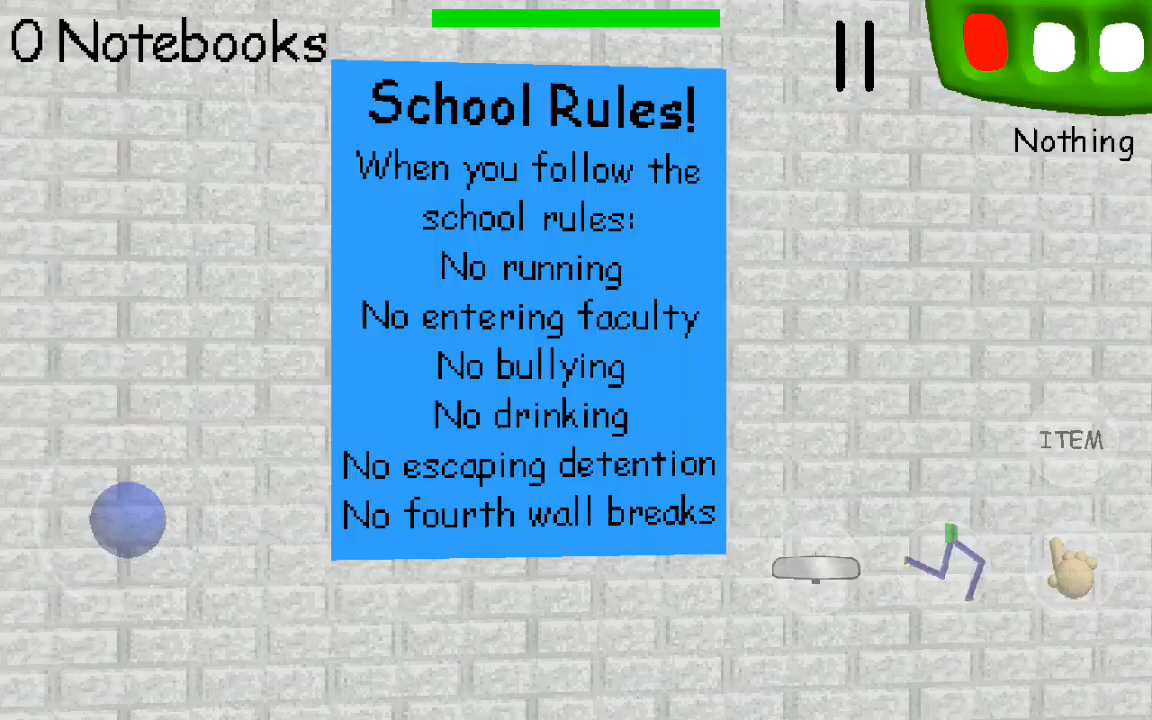 0 Notebooks
School Rules!
When you follow the
school rules:
No running
No entering faculty
No bullying
No drinking
No escaping detention
No fourth wall breaks
Nothing
ITEM